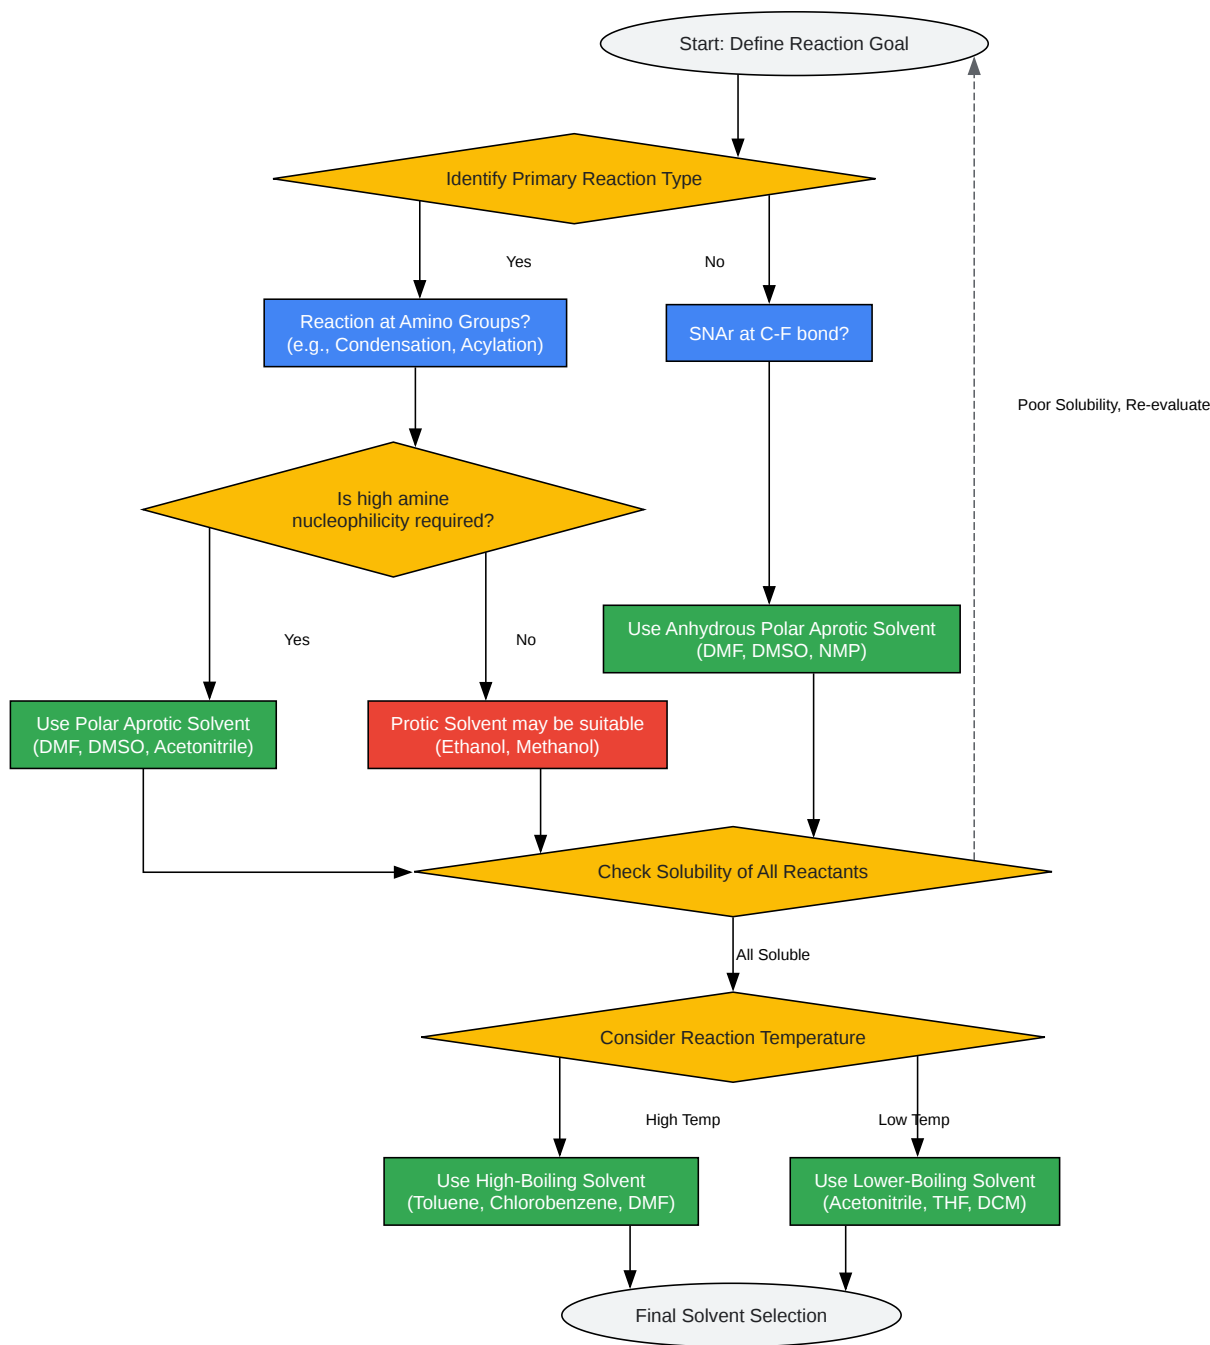 Start: Define Reaction Goal
Identify Primary Reaction Type
Yes
No
Reaction at Amino Groups?
(e.g., Condensation, Acylation)
SNAr at C-F bond?
Poor Solubility, Re-evaluate
Is high amine
nucleophilicity required?
Yes
No
Use Anhydrous Polar Aprotic Solvent
(DMF, DMSO, NMP)
Use Polar Aprotic Solvent
(DMF, DMSO, Acetonitrile)
Protic Solvent may be suitable
(Ethanol, Methanol)
Check Solubility of All Reactants
All Soluble
Consider Reaction Temperature
High Temp
Low Temp
Use High-Boiling Solvent
(Toluene, Chlorobenzene, DMF)
Use Lower-Boiling Solvent
(Acetonitrile, THF, DCM)
Final Solvent Selection